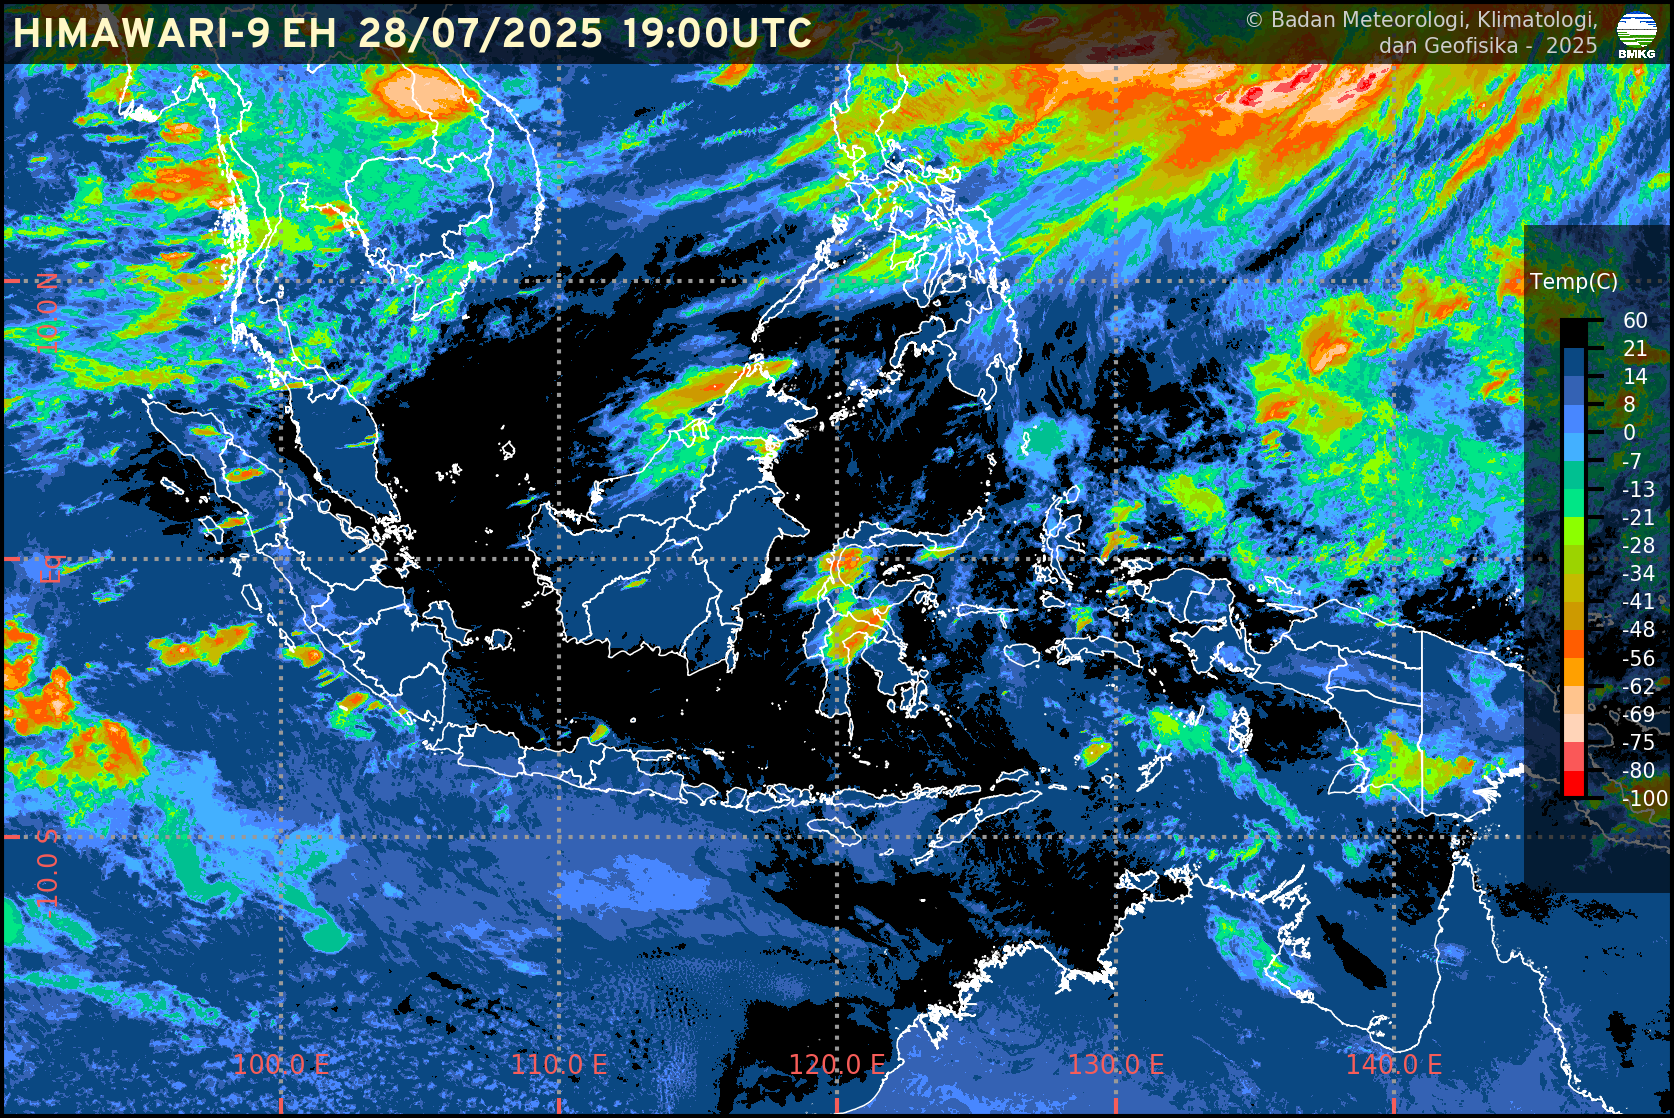 HIMAWARI-9 EH  28/07/2025  19:00UTC
© Badan Meteorologi, Klimatologi,
dan Geofisika -  2025
BMKG
Temp(C)
60
21
14
8
0
-7
-13
-21
-28
-34
-41
-48
-56
-62
-69
-75
-80
-100
10.0 N
Eq
-10.0 S
100.0 E
110.0 E
120.0 E
130.0 E
140.0 E